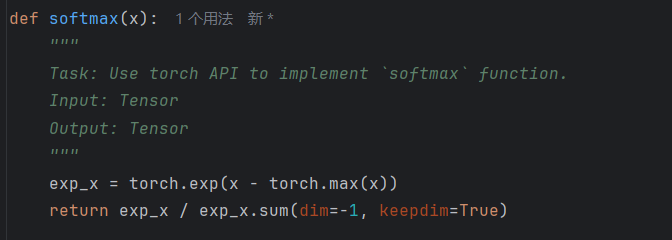 def softmax(x):  1 个用法  新 *
    """
    Task: Use torch API to implement `softmax` function.
    Input: Tensor
    Output: Tensor
    """
    exp_x = torch.exp(x - torch.max(x))
    return exp_x / exp_x.sum(dim=-1, keepdim=True)